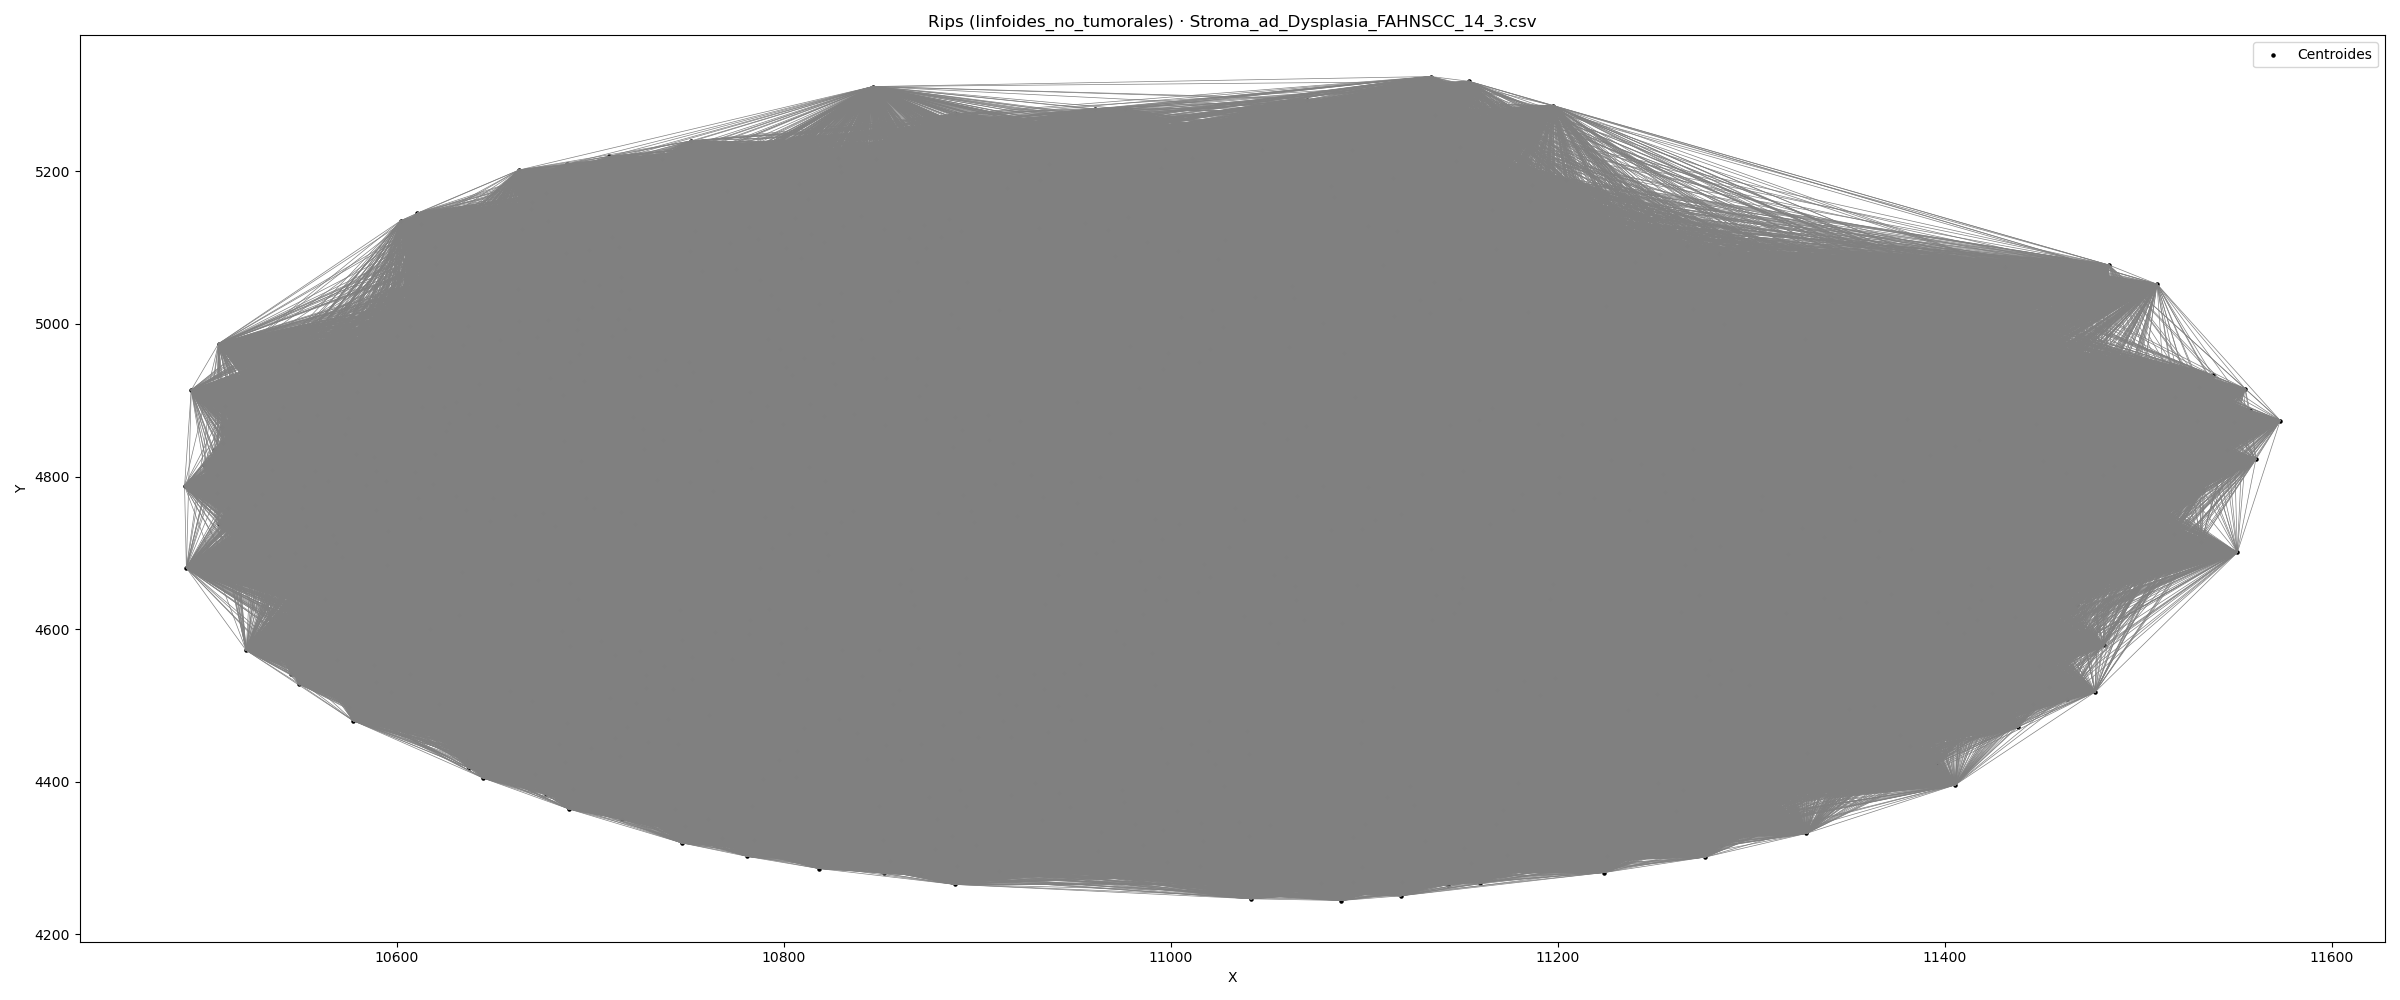 Rips (linfoides_no_tumorales) · Stroma_ad_Dysplasia_FAHNSCC_14_3.csv
Centroides
5200
5000
4800
Y
4600
4400
4200
10600 10800 11000 11200 11400 11600
X